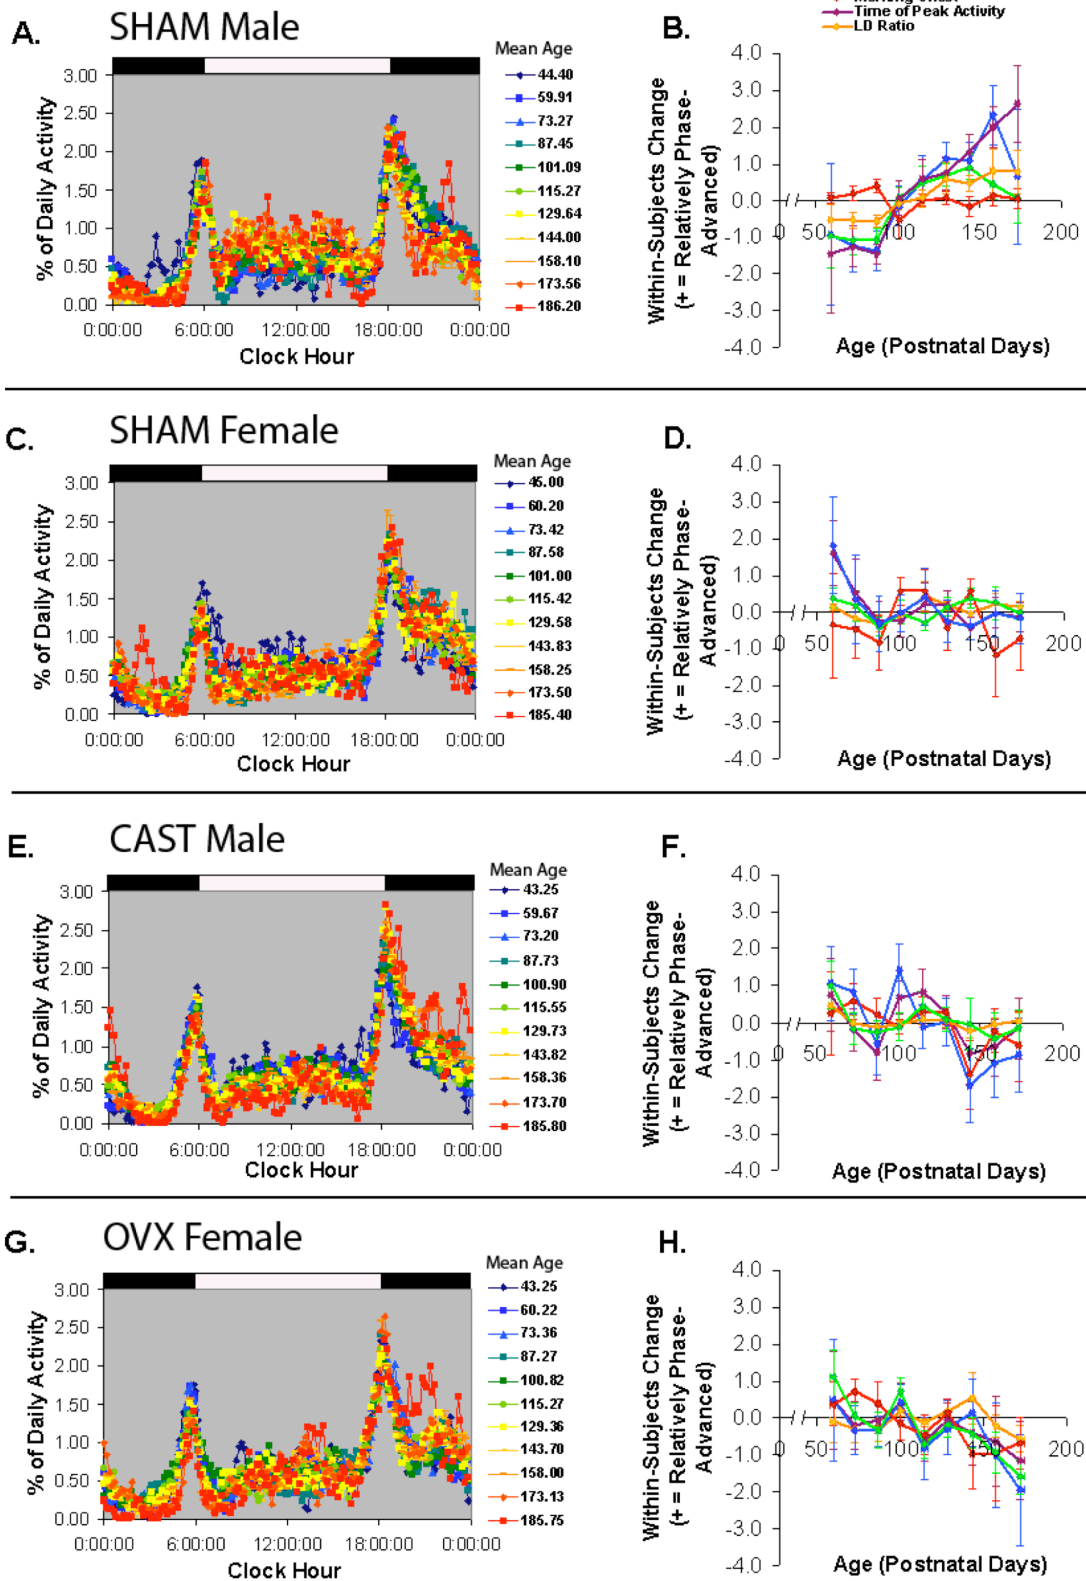 A.
SHAM Male
Mean Age
3.00
2.50
2.00
1.50
1.00
0.50
0.00
% of Daily Activity
44.40
59.91
73.27
87.45
101.09
115.27
129.64
144.00
158.10
173.56
186.20
0:00:00 6:00:00 12:00:00 18:00:00 0:00:00
Clock Hour
Time of Peak Activity
LD Ratio
B.
Within-Subjects Change
(+ = Relatively Phase-
Advanced)
4.0
3.0
2.0
1.0
0.0
-1.0
-2.0
-3.0
-4.0
0 50 100 150 200
Age (Postnatal Days)
C.
SHAM Female
Mean Age
3.00
2.50
2.00
1.50
1.00
0.50
0.00
% of Daily Activity
45.00
60.20
73.42
87.58
101.00
115.42
129.58
143.83
158.25
173.50
185.40
0:00:00 6:00:00 12:00:00 18:00:00 0:00:00
Clock Hour
D.
Within-Subjects Change
(+ = Relatively Phase-
Advanced)
4.0
3.0
2.0
1.0
0.0
-1.0
-2.0
-3.0
-4.0
0 50 100 150 200
Age (Postnatal Days)
E.
CAST Male
Mean Age
3.00
2.50
2.00
1.50
1.00
0.50
0.00
% of Daily Activity
43.25
59.67
73.20
87.73
100.90
115.55
129.73
143.82
158.36
173.70
185.80
0:00:00 6:00:00 12:00:00 18:00:00 0:00:00
Clock Hour
F.
Within-Subjects Change
(+ = Relatively Phase-
Advanced)
4.0
3.0
2.0
1.0
0.0
-1.0
-2.0
-3.0
-4.0
0 50 100 150 200
Age (Postnatal Days)
G.
OVX Female
Mean Age
3.00
2.50
2.00
1.50
1.00
0.50
0.00
% of Daily Activity
43.25
60.22
73.36
87.27
100.82
115.27
129.36
143.70
158.00
173.13
185.75
0:00:00 6:00:00 12:00:00 18:00:00 0:00:00
Clock Hour
H.
Within-Subjects Change
(+ = Relatively Phase-
Advanced)
4.0
3.0
2.0
1.0
0.0
-1.0
-2.0
-3.0
-4.0
0 50 100 150 200
Age (Postnatal Days)